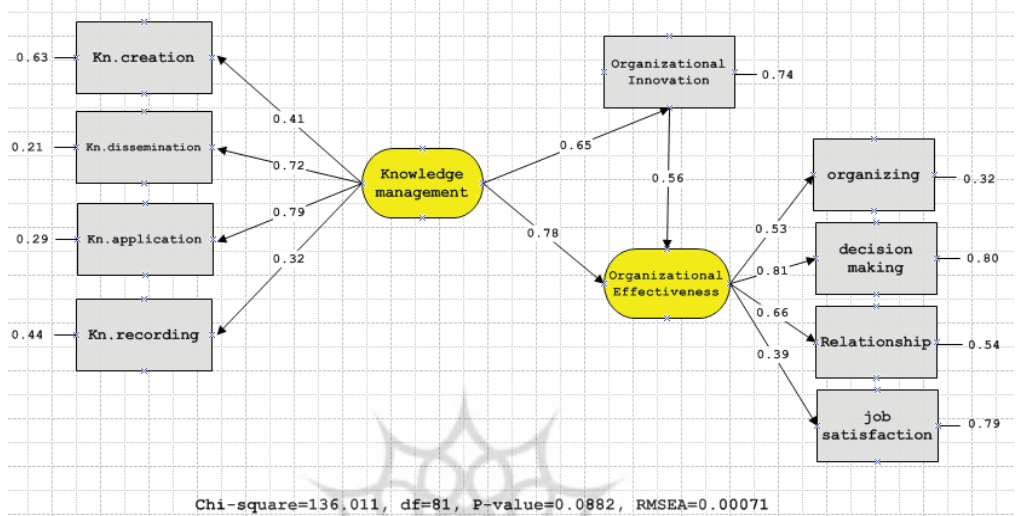 0.63
Kn.creation
0.21
Kn.dissemination
0.29
Kn.application
0.44
Kn.recording
0.41
0.72
0.79
0.32
Knowledge
management
0.65
0.78
Organizational
Innovation
0.74
0.56
Organizational
Effectiveness
0.53
0.81
0.66
0.39
organizing
0.32
decision
making
0.80
Relationship
0.54
job
satisfaction
0.79
Chi-square=136.011, df=81, P-value=0.0882, RMSEA=0.00071